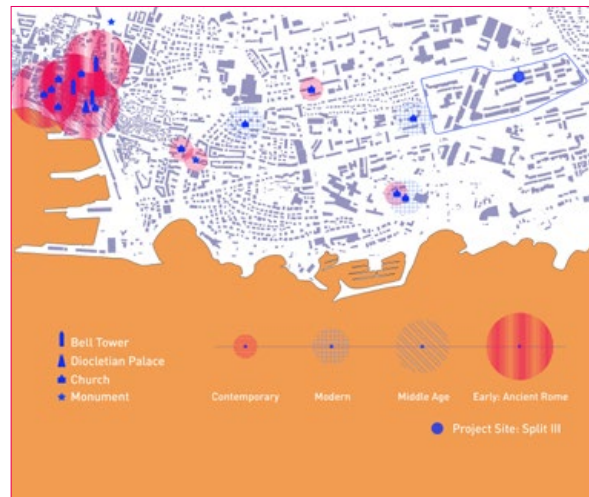 Bell Tower
Diocletian Palace
Church
Monument
Contemporary
Modern
Middle Age
Early: Ancient Rome
Project Site: Split III